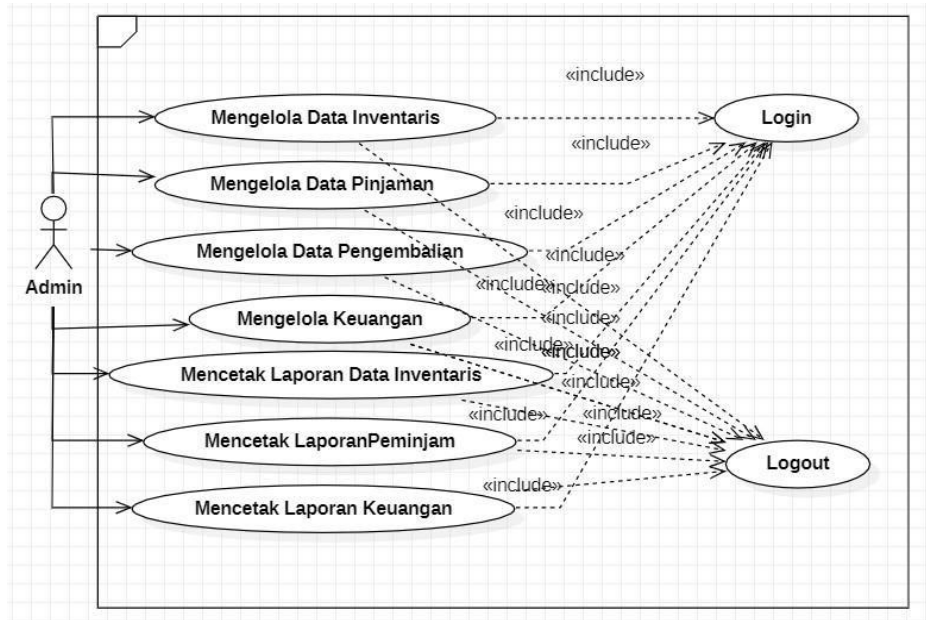 «include»
Mengelola Data Inventaris
Login
«include»
Mengelola Data Pinjaman
«include»
Mengelola Data Pengembalian
«include»
«include»
«include»
Admin
Mengelola Keuangan
«include»
«include»
«include»
Mencetak Laporan Data Inventaris
«include»
«include»
«include»
Mencetak LaporanPeminjam
«include»
Logout
«include»
Mencetak Laporan Keuangan